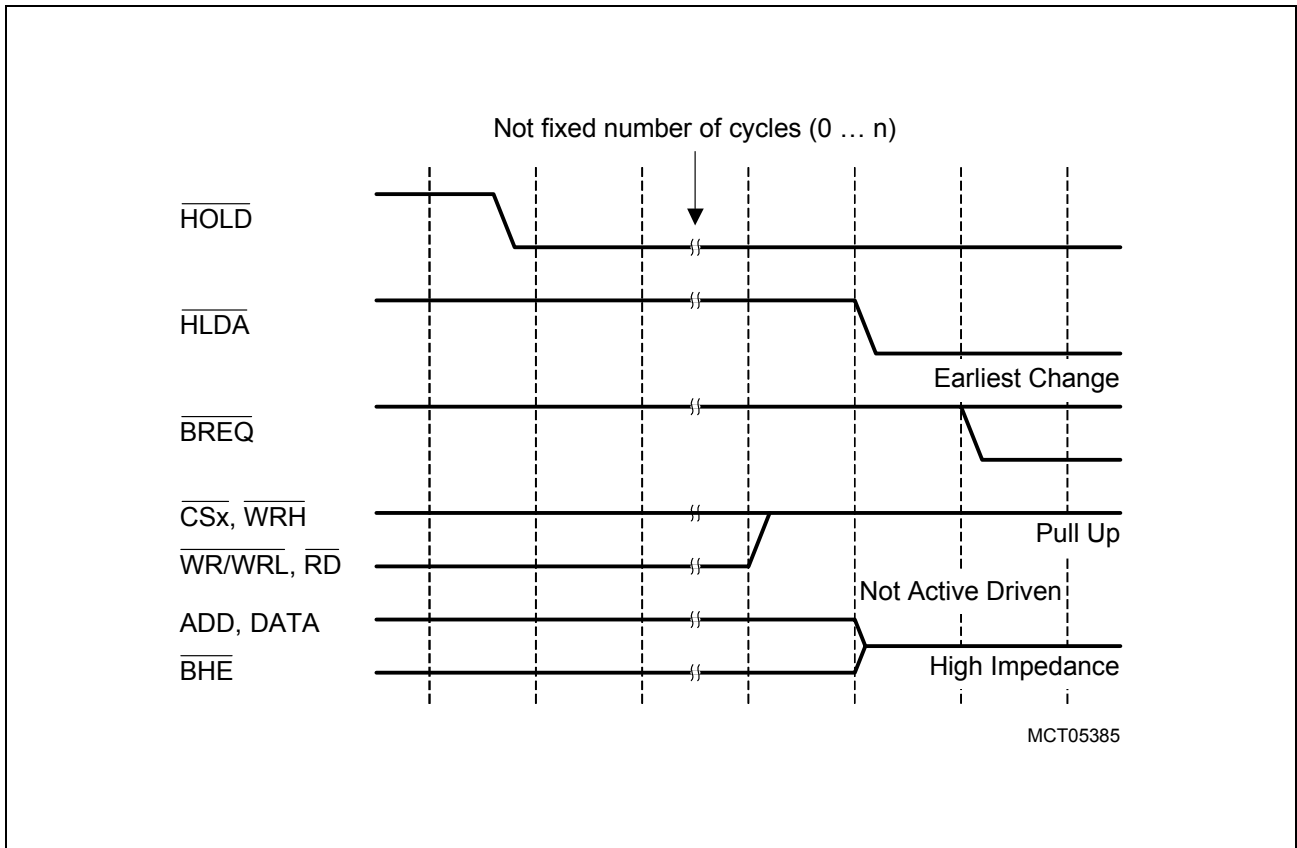 Not fixed number of cycles (0 … n)
HOLD
HLDA
Earliest Change
BREQ
CSx, WRH
Pull Up
WR/WRL, RD
Not Active Driven
ADD, DATA
BHE
High Impedance
MCT05385